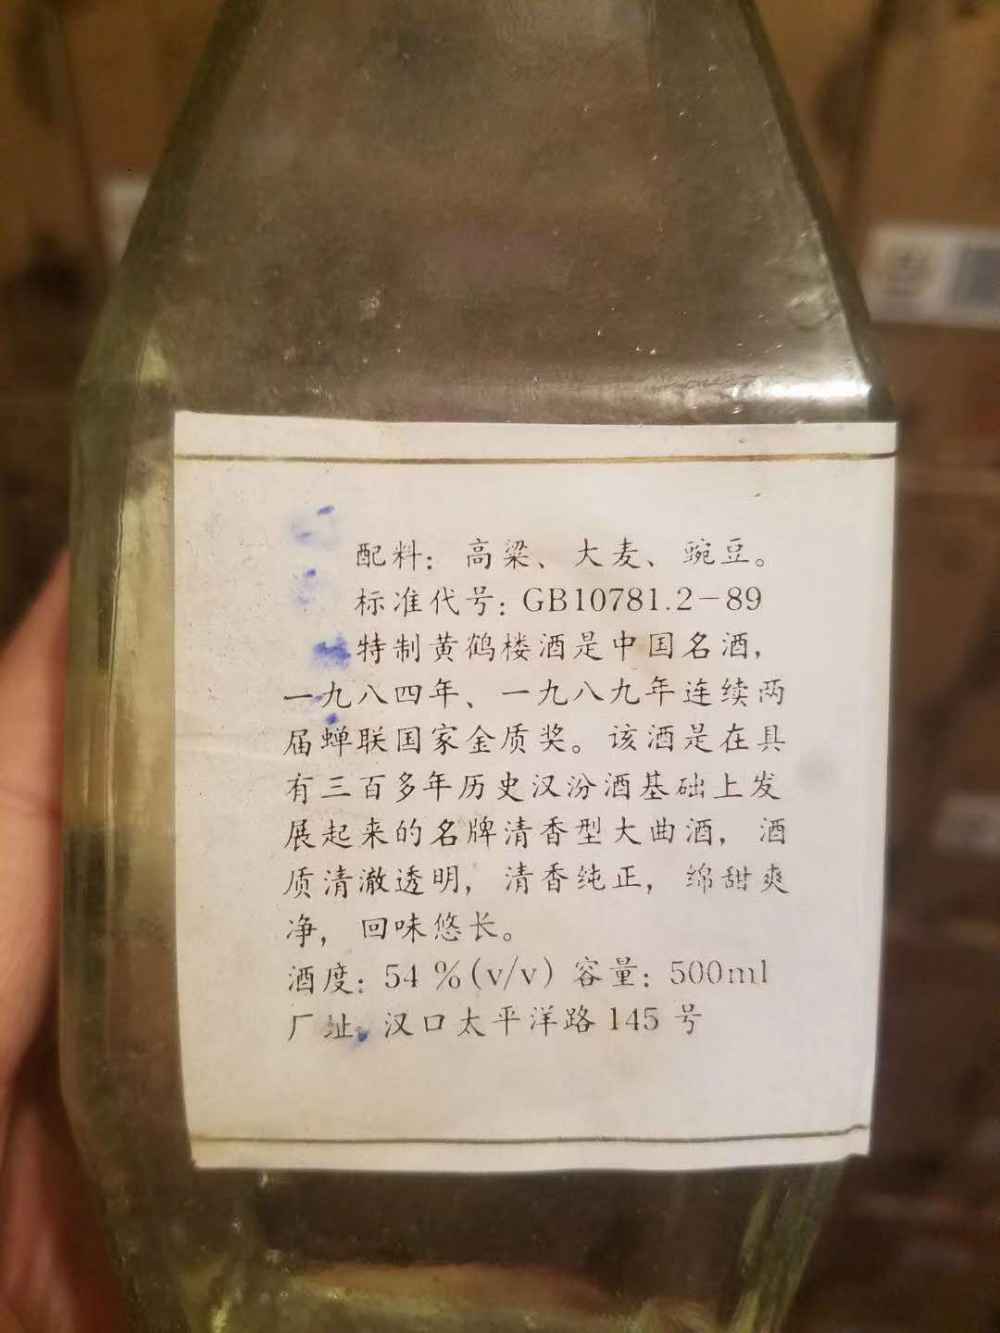 配料：高粱、大麦、豌豆。
标准代号：GB10781.2－89
特制黄鹤楼酒是中国名酒，
一九八四年、一九八九年连续两
届蝉联国家金质奖。该酒是在具
有三百多年历史汉汾酒基础上发
展起来的名牌清香型大曲酒，酒
质清澈透明，清香纯正，绵甜爽
净，回味悠长。
酒度：54％(v/v) 容量：500ml
厂址：汉口太平洋路145号